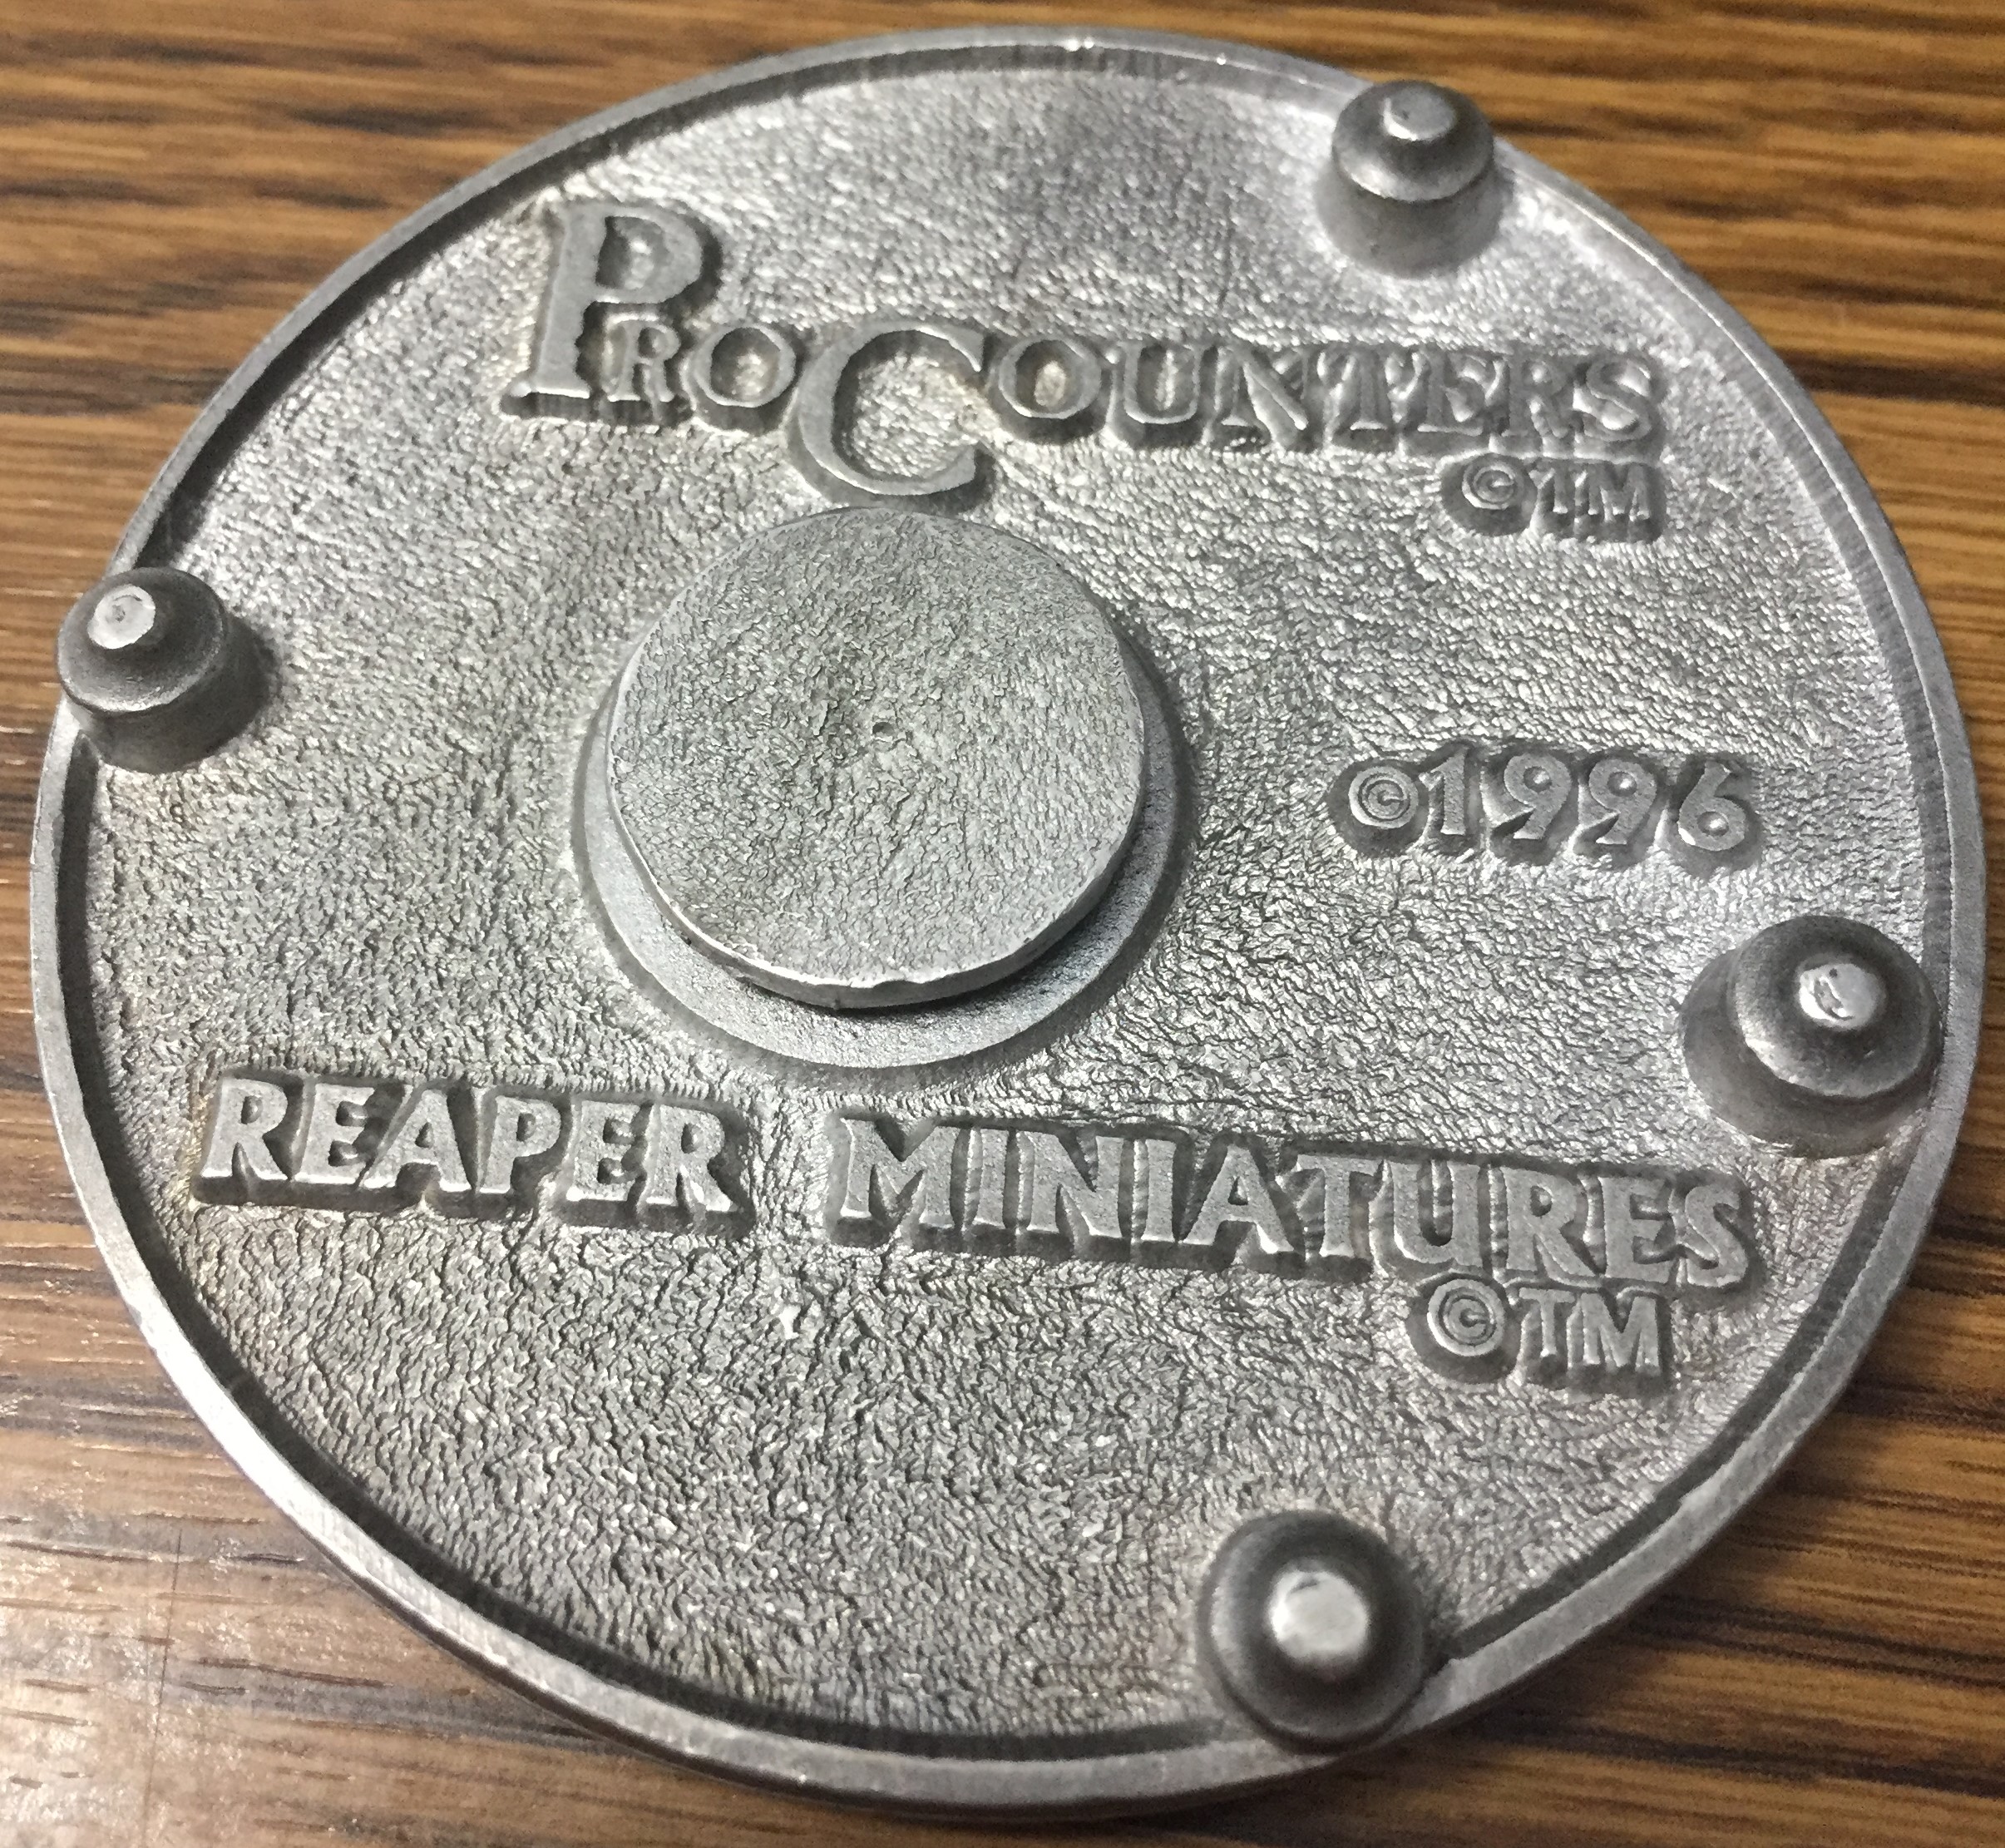 PROCOUNTERS
©TM
©1996
REAPER MINIATURES
©TM